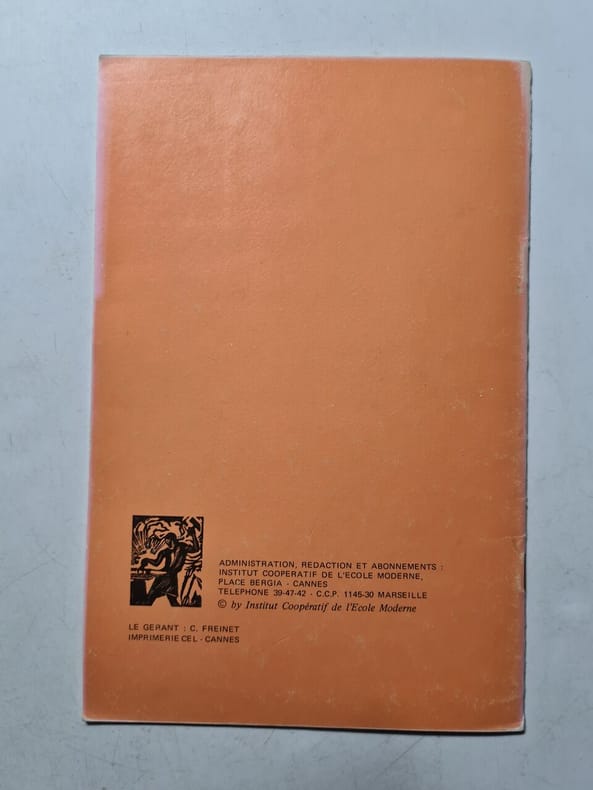 ADMINISTRATION, REDACTION ET ABONNEMENTS :
INSTITUT COOPERATIF DE L'ECOLE MODERNE,
PLACE BERGIA - CANNES
TELEPHONE 39-47-42 - C.C.P. 1145-30 MARSEILLE
© by Institut Coopératif de l'Ecole Moderne
LE GERANT : C. FREINET
IMPRIMERIE CEL - CANNES